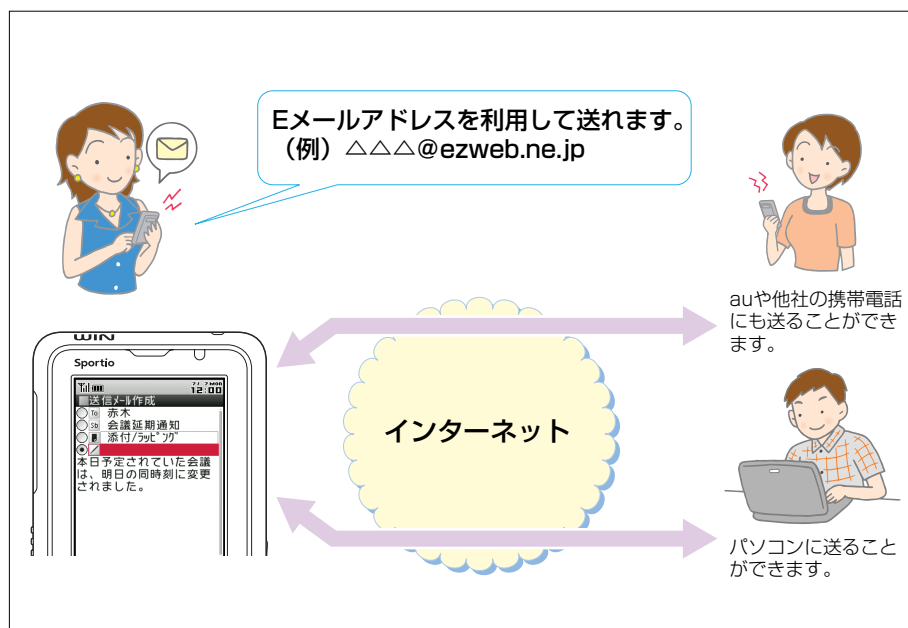 Eメールアドレスを利用して送れます。
（例）△△△@ezweb.ne.jp
auや他社の携帯電話
にも送ることができ
ます。
WIN
Sportio
12:00
送信メール作成
To 赤木
Sb 会議延期通知
添付/ラッピング
本日予定されていた会議
は、明日の同時刻に変更
されました。
インターネット
パソコンに送ること
ができます。